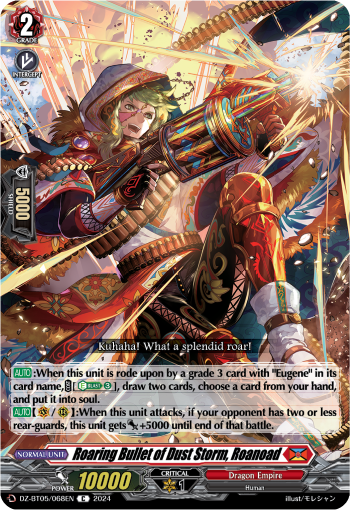 2
GRADE
INTERCEPT
5000
SHIELD
Kuhaha! What a splendid roar!
AUTO:When this unit is rode upon by a grade 3 card with "Eugene" in its
card name, draw two cards, choose a card from your hand,
and put it into soul.
AUTO【 / 】:When this unit attacks, if your opponent has two or less
rear-guards, this unit gets +5000 until end of that battle.
NORMAL UNIT
Roaring Bullet of Dust Storm, Roanoad
POWER 10000
CRITICAL
1
Dragon Empire
Human
DZ-BT05/068EN C 2024
illust/モレシャン